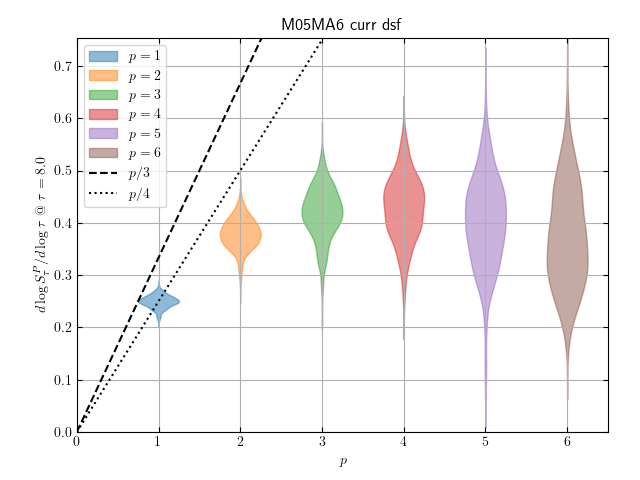 M05MA6 curr dsf
p = 1
p = 2
p = 3
p = 4
p = 5
p = 6
p/3
p/4
d log S_τ^P / d log τ @ τ = 8.0
0.7
0.6
0.5
0.4
0.3
0.2
0.1
0.0
0 1 2 3 4 5 6
p